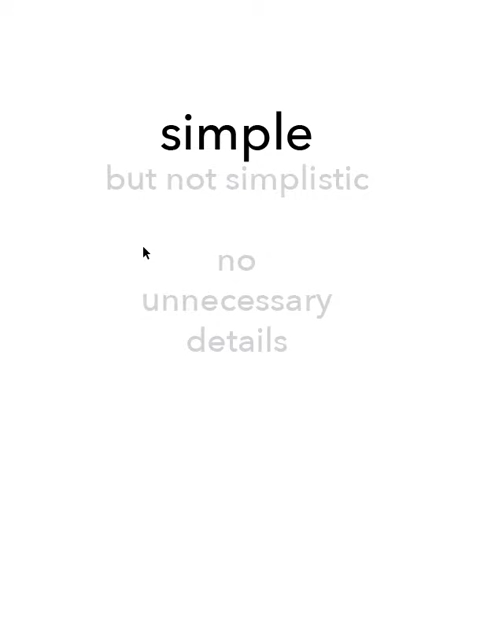 simple
but not simplistic
no
unnecessary
details